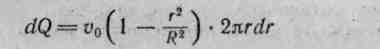 dQ = v₀(1 − r²/R²) · 2πrdr